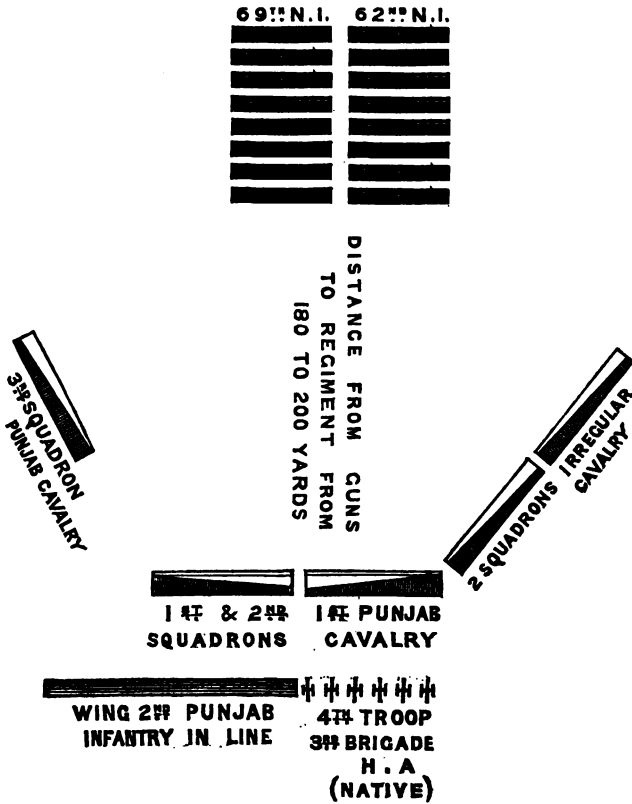 69TH N.I. 62ND N.I.
DISTANCE FROM GUNS
TO REGIMENT FROM
180 TO 200 YARDS
3RD SQUADRON
PUNJAB CAVALRY
2 SQUADRONS IRREGULAR
CAVALRY
1ST & 2ND 1ST PUNJAB
SQUADRONS CAVALRY
WING 2ND PUNJAB
INFANTRY IN LINE
4TH TROOP
3RD BRIGADE
H. A
(NATIVE)